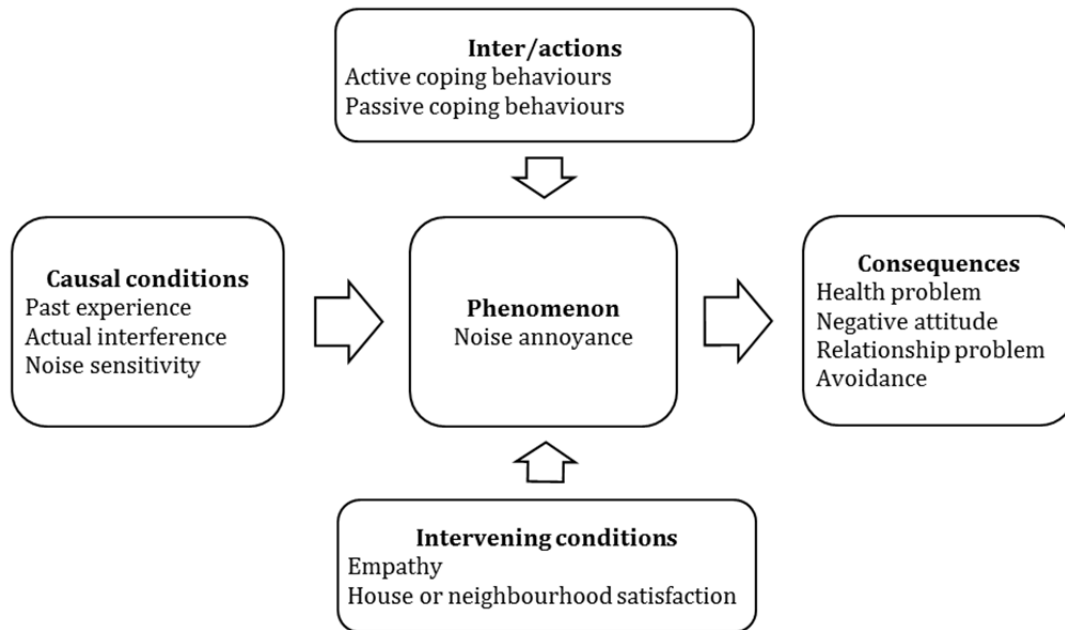 Inter/actions
Active coping behaviours
Passive coping behaviours
Causal conditions
Past experience
Actual interference
Noise sensitivity
Phenomenon
Noise annoyance
Consequences
Health problem
Negative attitude
Relationship problem
Avoidance
Intervening conditions
Empathy
House or neighbourhood satisfaction